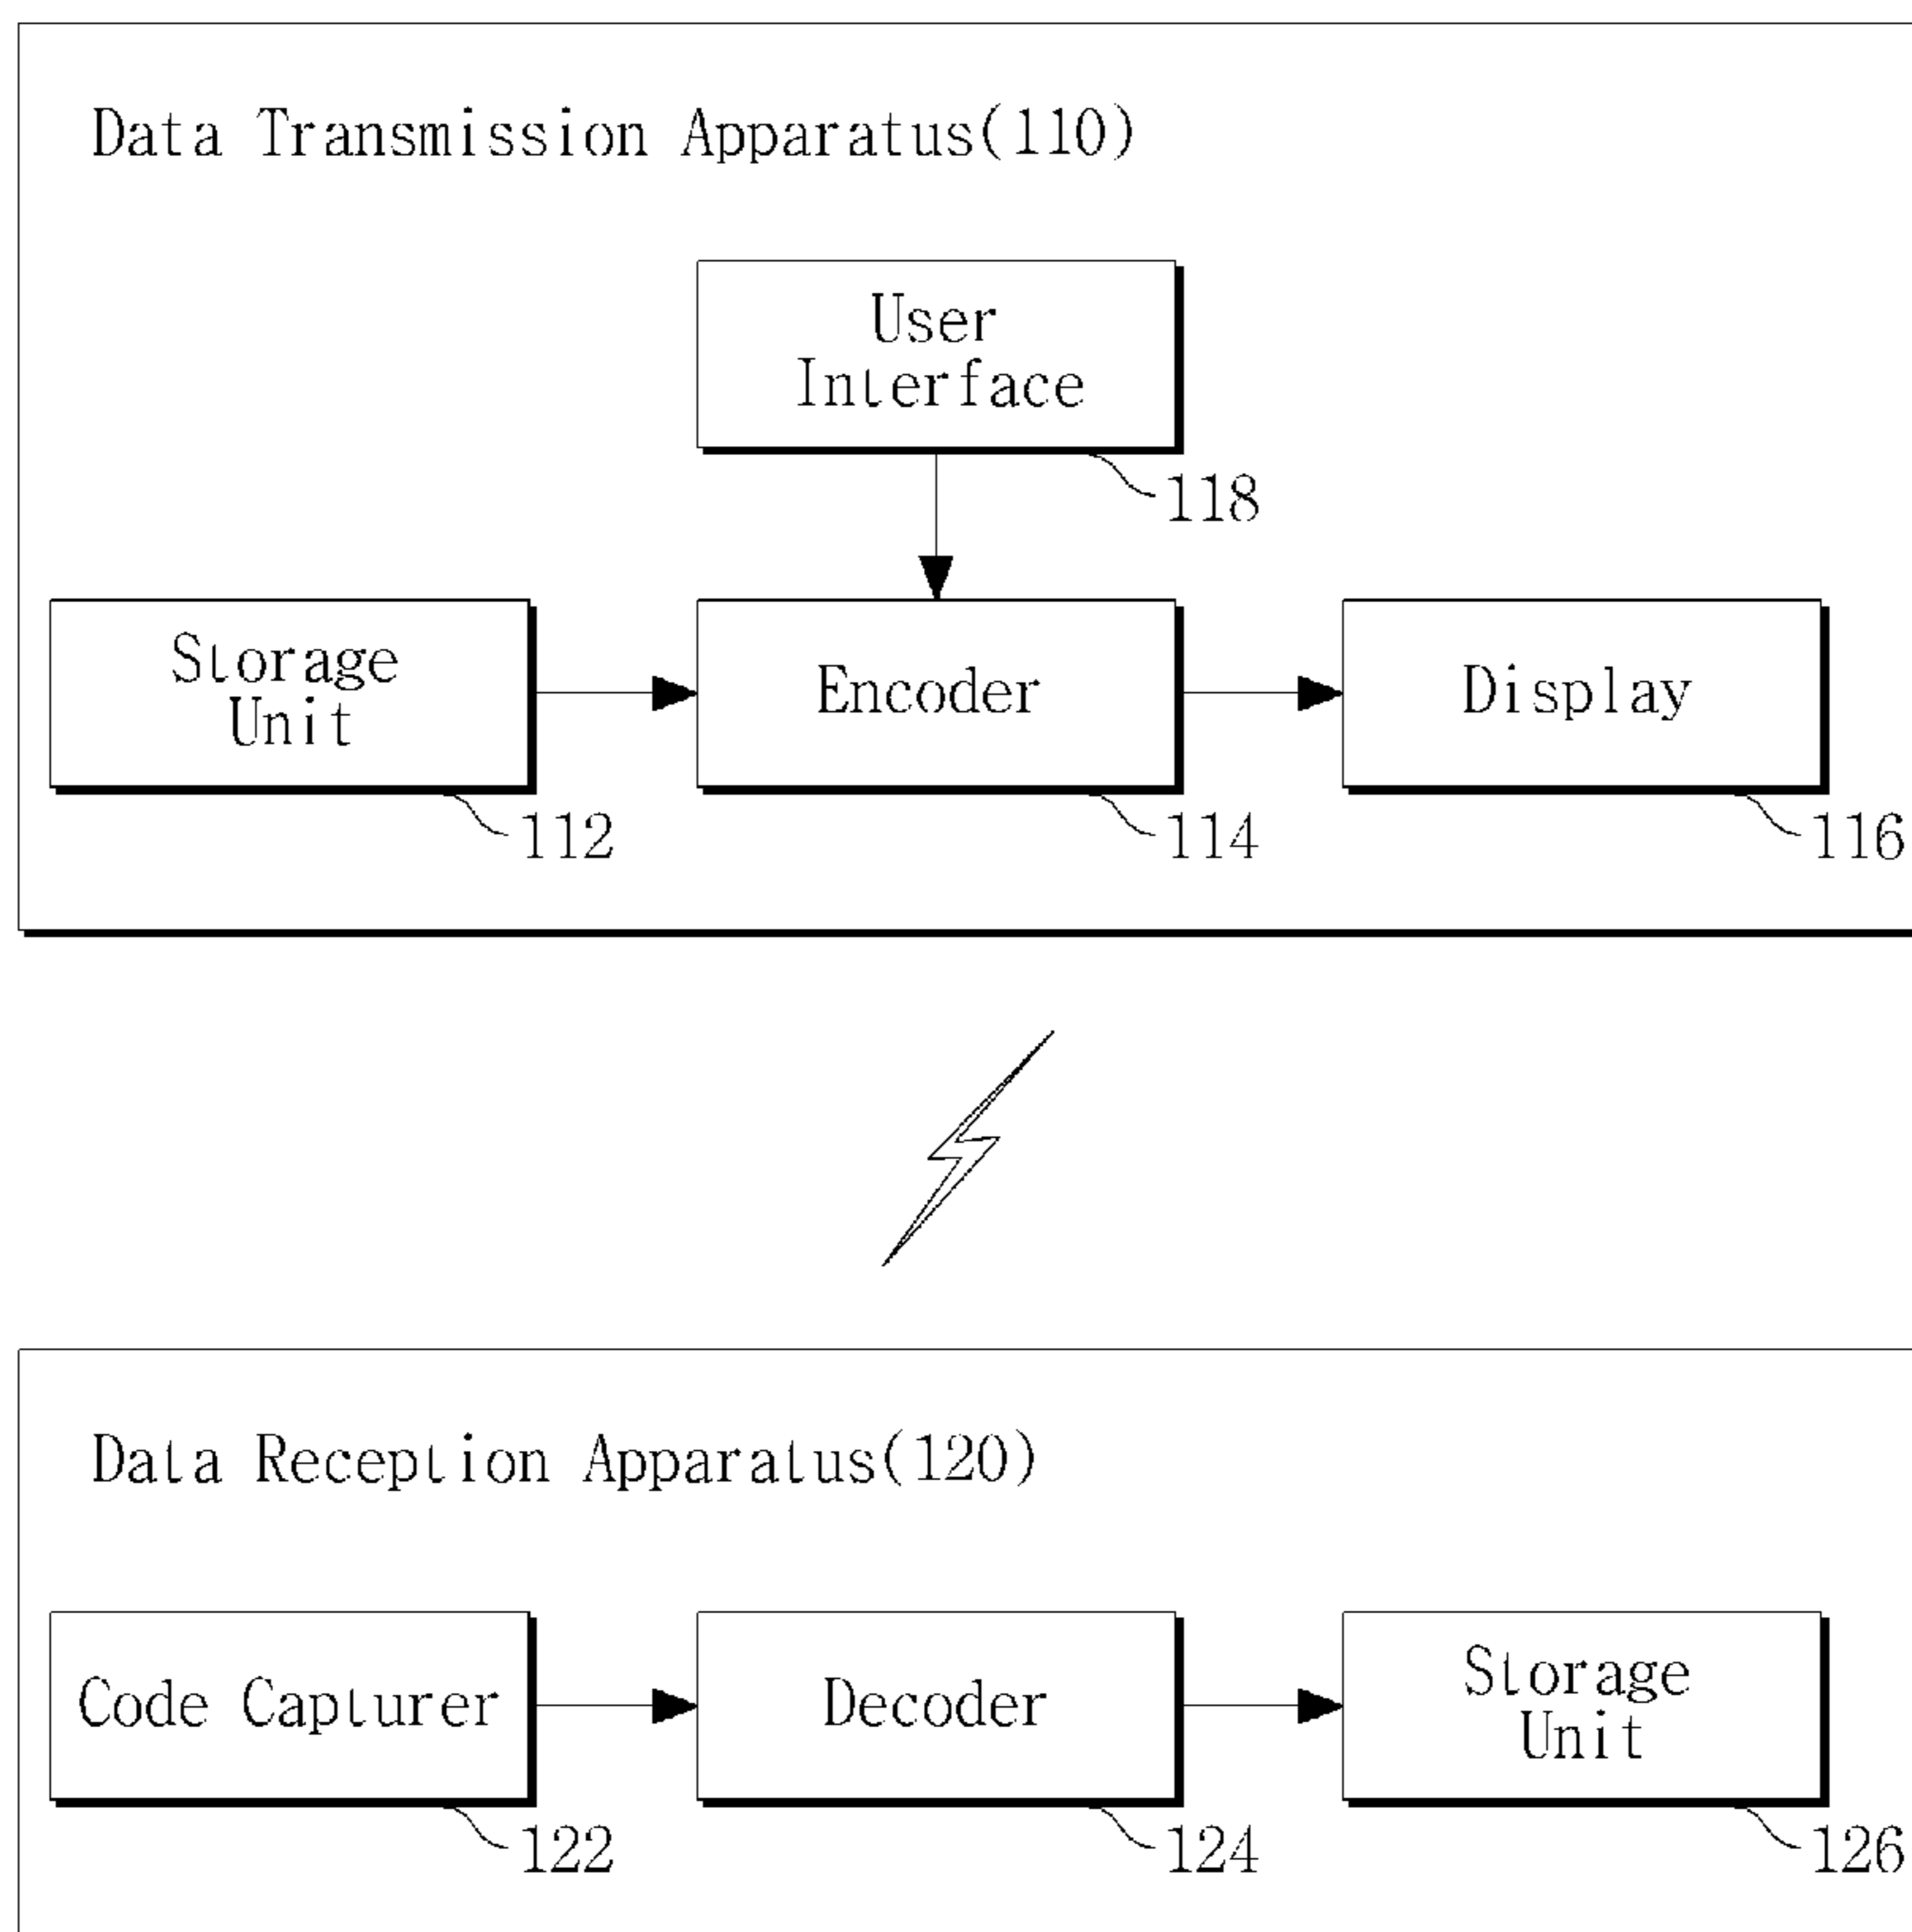 Data Transmission Apparatus(110)
User
Interface
118
Storage
Unit
Encoder
Display
112
114
116
Data Reception Apparatus(120)
Code Capturer
Decoder
Storage
Unit
122
124
126